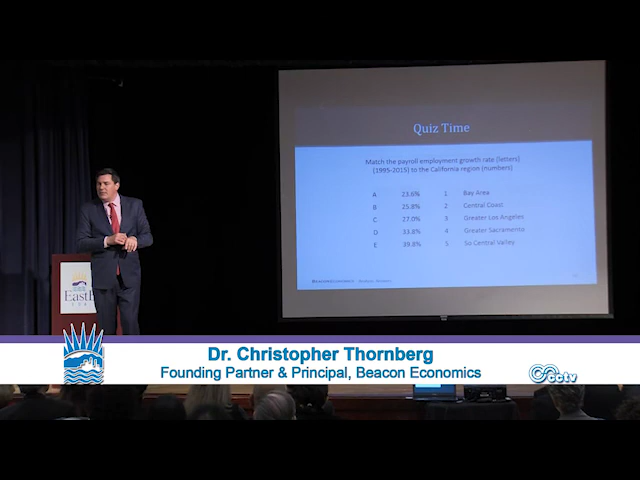 Quiz Time
Match the payroll employment growth rate (letters)
(1995-2015) to the California region (numbers)
A 23.6% 1 Bay Area
B 25.8% 2 Central Coast
C 27.0% 3 Greater Los Angeles
D 33.8% 4 Greater Sacramento
E 39.8% 5 So Central Valley
East
Dr. Christopher Thornberg
Founding Partner & Principal, Beacon Economics
cctv